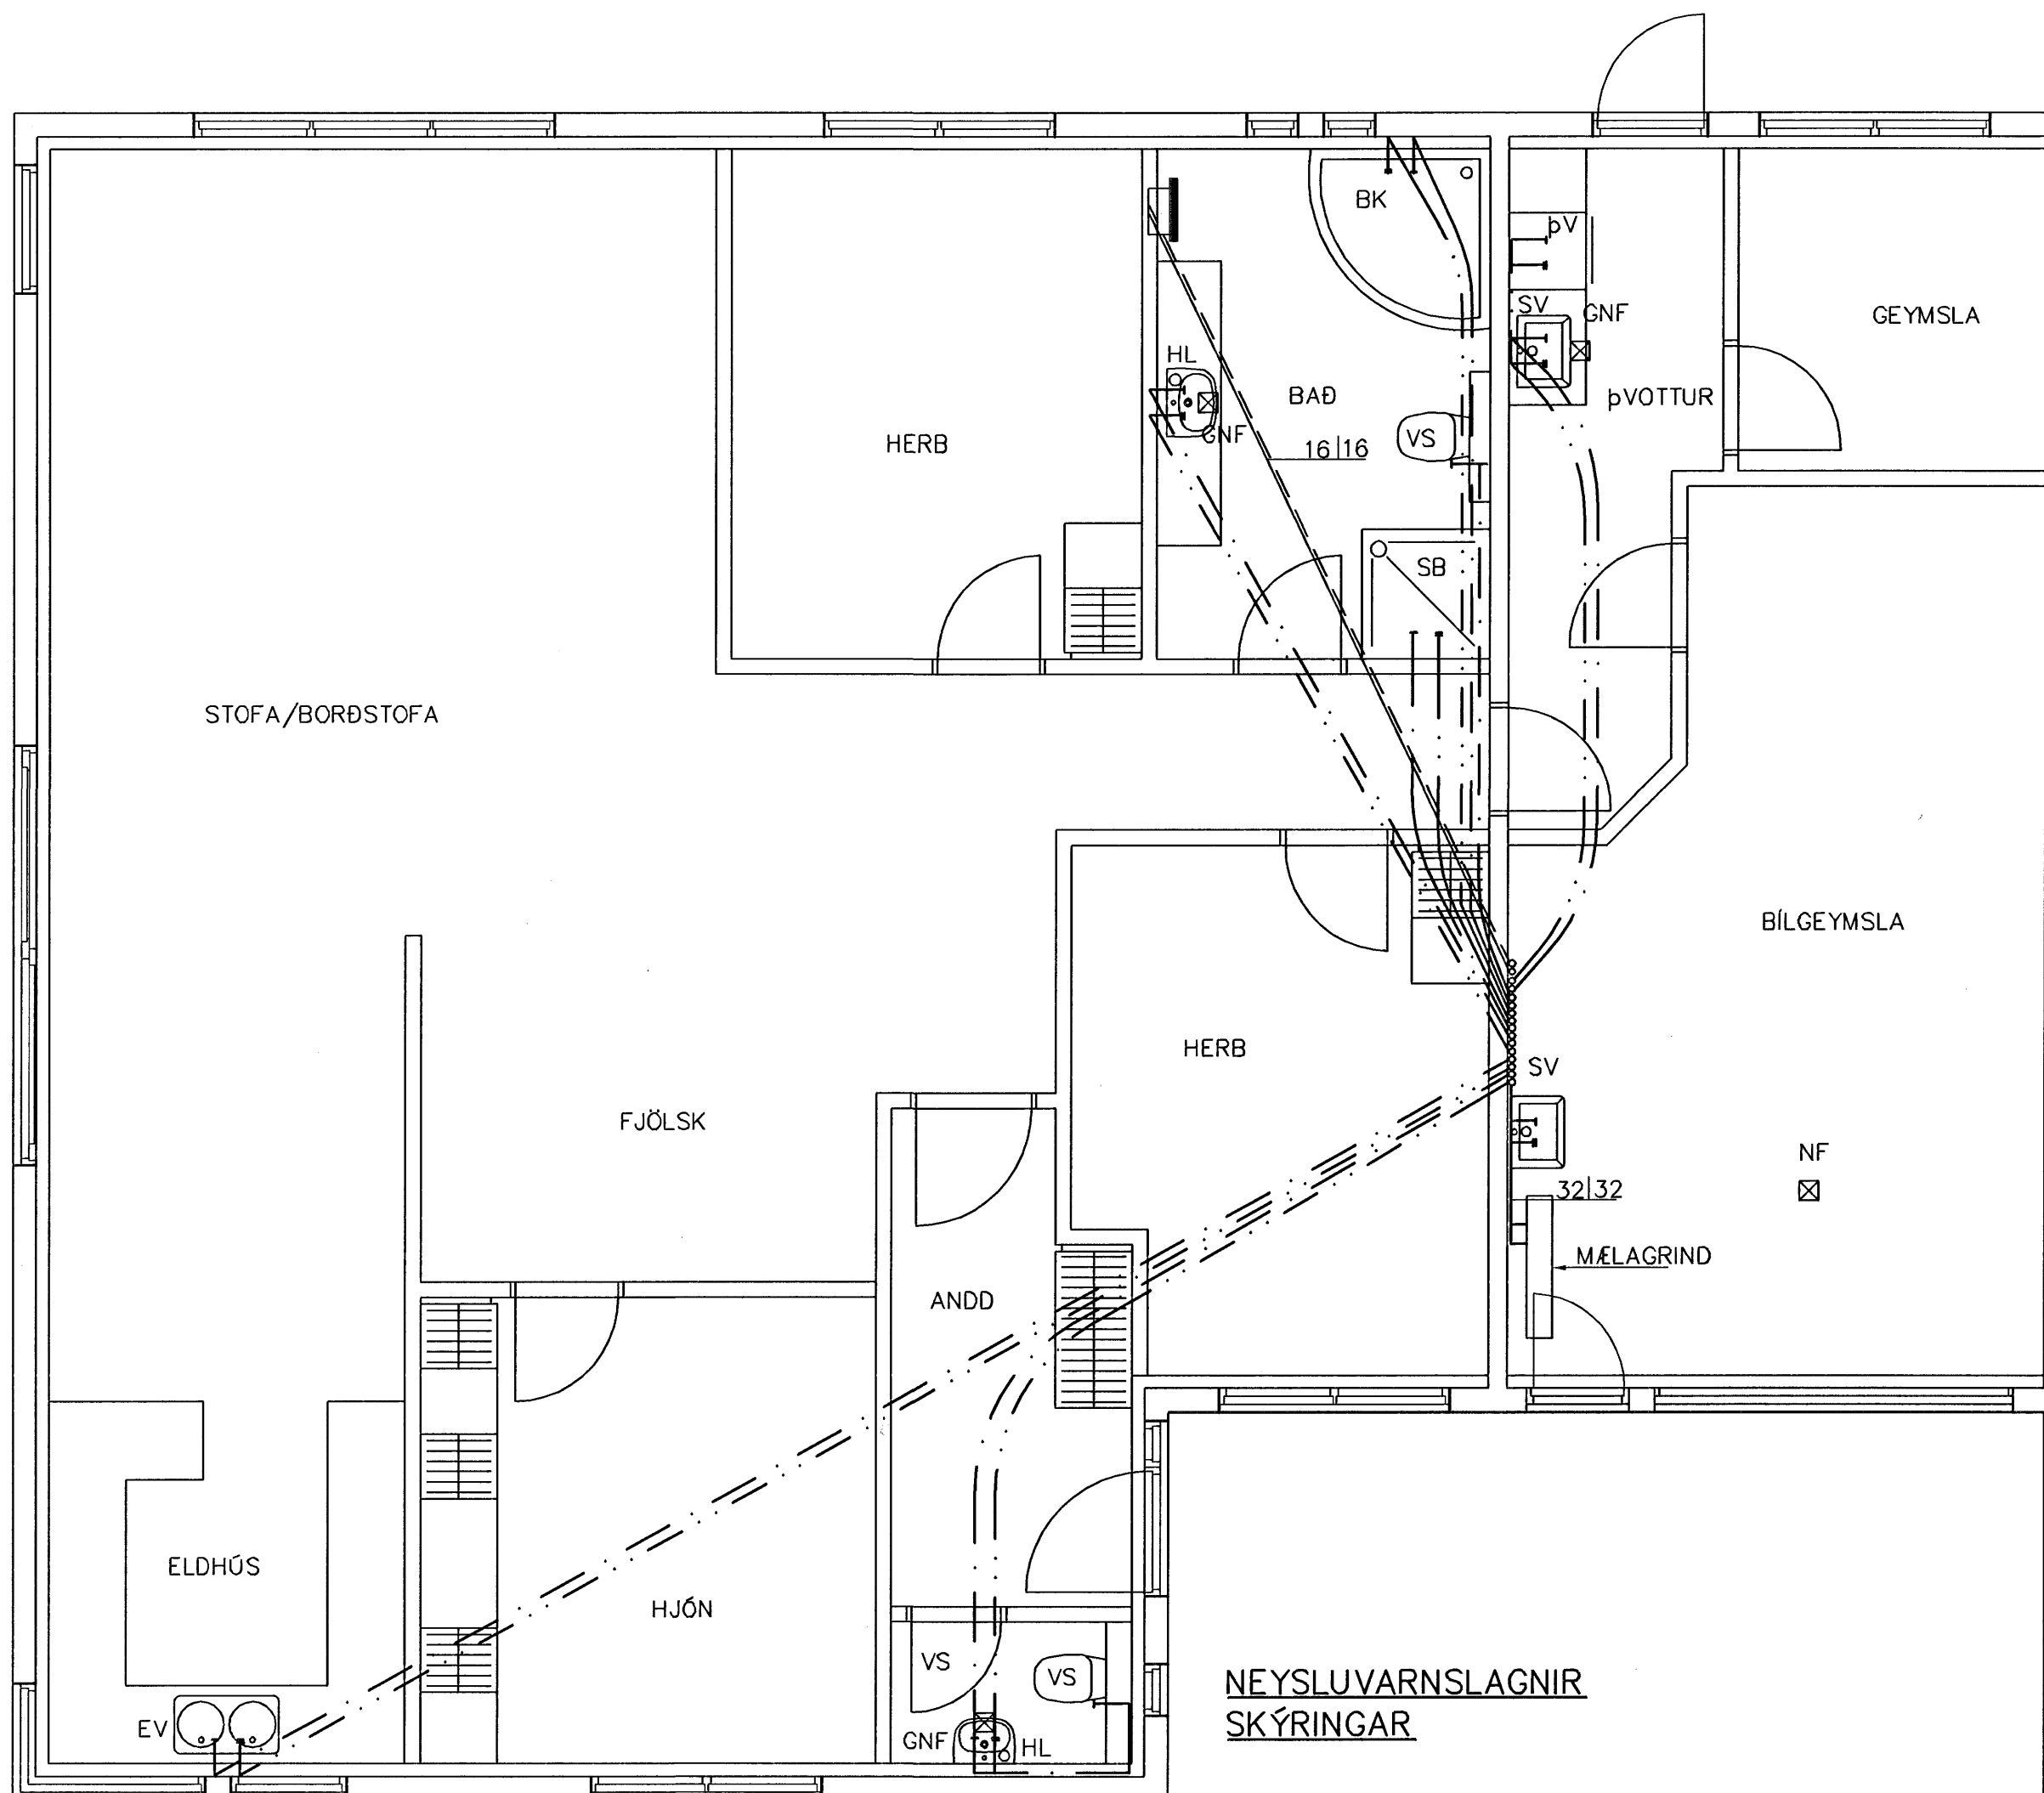 BK
þV
SV
GNF
GEYMSLA
HL
BAÐ
þVOTTUR
GNF
VS
16|16
HERB
SB
STOFA/BORÐSTOFA
BÍLGEYMSLA
HERB
SV
FJÖLSK
NF
32|32
MÆLAGRIND
ANDD
ELDHÚS
HJÓN
VS
VS
EV
GNF
HL
NEYSLUVARNSLAGNIR
SKÝRINGAR